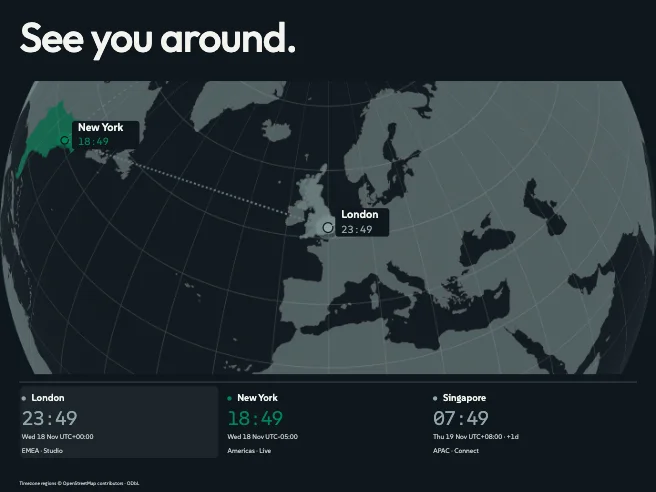 See you around.
New York
18:49
London
23:49
London
23:49
Wed 18 Nov UTC+00:00
EMEA · Studio
New York
18:49
Wed 18 Nov UTC-05:00
Americas · Live
Singapore
07:49
Thu 19 Nov UTC+08:00 · +1d
APAC · Connect
Timezone regions © OpenStreetMap contributors · ODbL